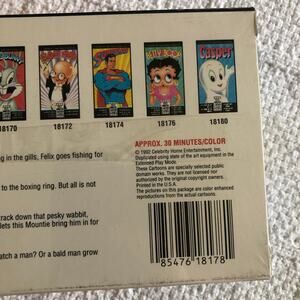 Casper
18170 18172 18174 18176 18180
APPROX. 30 MINUTES/COLOR
© 1992 Celebrity Home Entertainment, Inc.
Duplicated using state of the art equipment in the
Extended Play Mode.
These Cartoons are specially selected public
domain works. They are not licensed nor
authorized by the original copyright owners.
Printed in the U.S.A.
The pictures on this package are color enhanced
reproductions from the actual cartoons.
ng in the gills, Felix goes fishing for
to the boxing ring. But all is not
track down that pesky wabbit,
lets this Mountie bring him in for
atch a man? Or a bald man grow
85476 18178